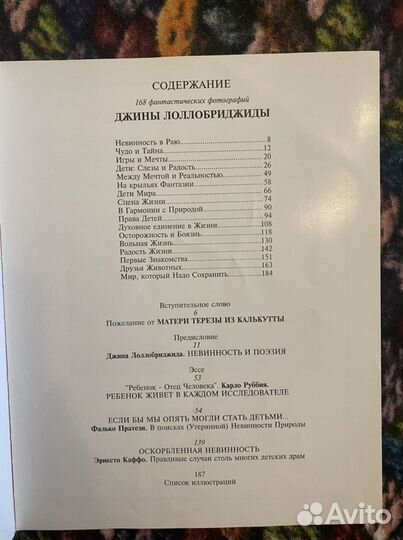 СОДЕРЖАНИЕ
168 фантастических фотографий
ДЖИНЫ ЛОЛЛОБРИДЖИДЫ
Невинность в Раю 8
Чудо и Тайна 12
Игры и Мечты 20
Дети: Слезы и Радость 26
Между Мечтой и Реальностью 49
На крыльях Фантазии 58
Дети Мира 66
Сцена Жизни 74
В Гармонии с Природой 90
Права Детей 94
Духовное единение в Жизни 108
Осторожность и Боязнь 118
Вольная Жизнь 130
Радость Жизни 142
Первые Знакомства 151
Друзья Животных 163
Мир, который Надо Сохранить 184
Вступительное слово
6
Пожелание от МАТЕРИ ТЕРЕЗЫ ИЗ КАЛЬКУТТЫ
Предисловие
11
Джина Лоллобриджида. НЕВИННОСТЬ И ПОЭЗИЯ
Эссе
53
"Ребенок - Отец Человека". Карло Руббия.
РЕБЕНОК ЖИВЕТ В КАЖДОМ ИССЛЕДОВАТЕЛЕ
54
ЕСЛИ БЫ МЫ ОПЯТЬ МОГЛИ СТАТЬ ДЕТЬМИ...
Фалько Пратези. В поисках (Утерянной) Невинности Природы
139
ОСКОРБЛЕННАЯ НЕВИННОСТЬ
Эрнесто Каффо. Правдивые случаи столь многих детских драм
187
Список иллюстраций
Avito